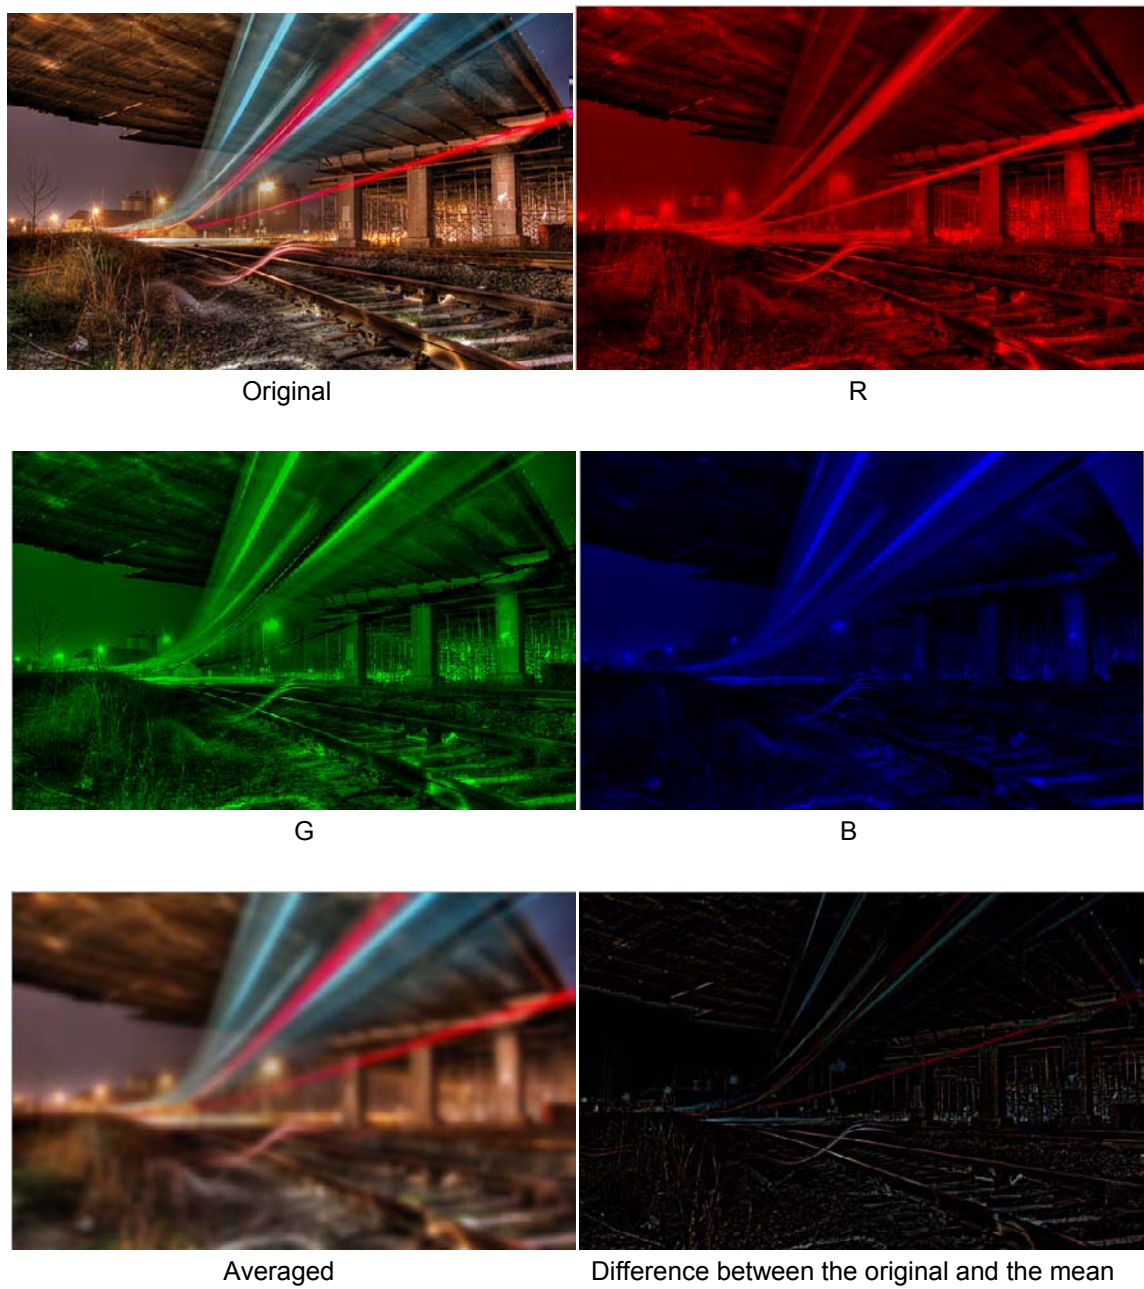 Original
R
G
B
Averaged
Difference between the original and the mean